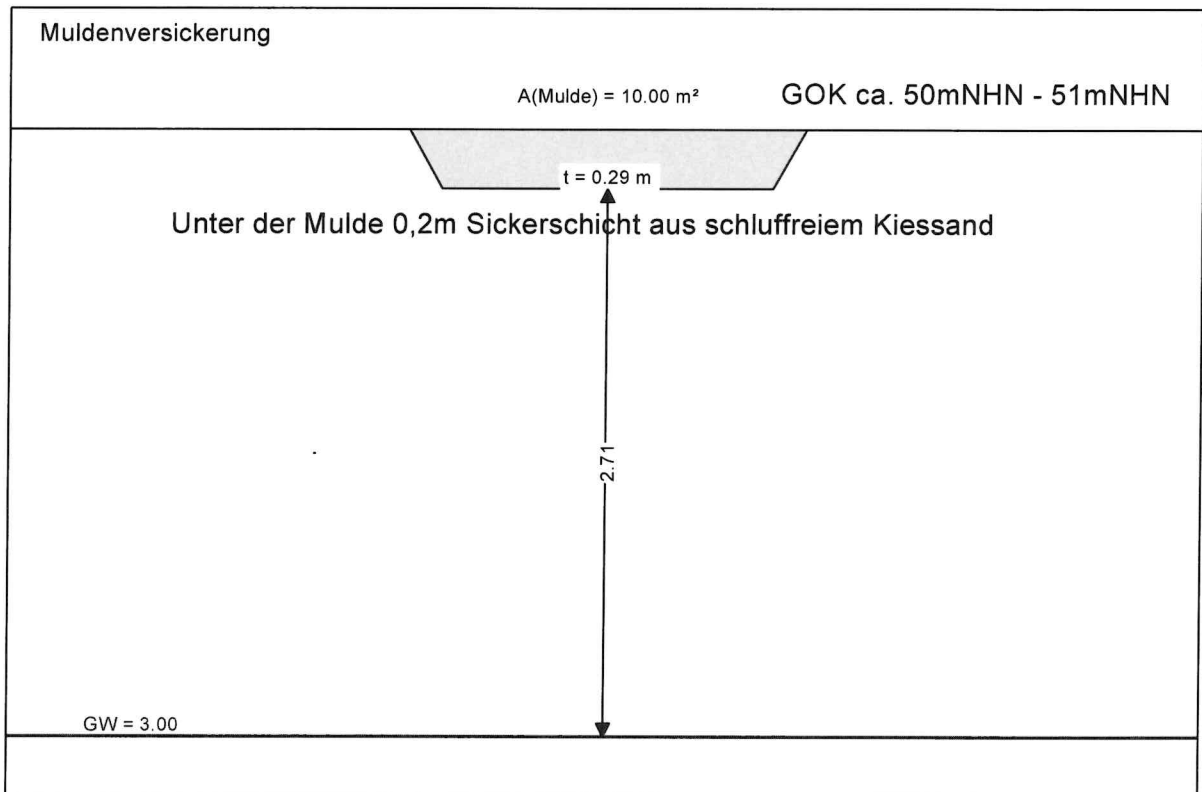 Muldenversickerung
A(Mulde) = 10.00 m²
GOK ca. 50mNHN - 51mNHN
t = 0.29 m
Unter der Mulde 0,2m Sickerschicht aus schluffreiem Kiessand
2.71
GW = 3.00